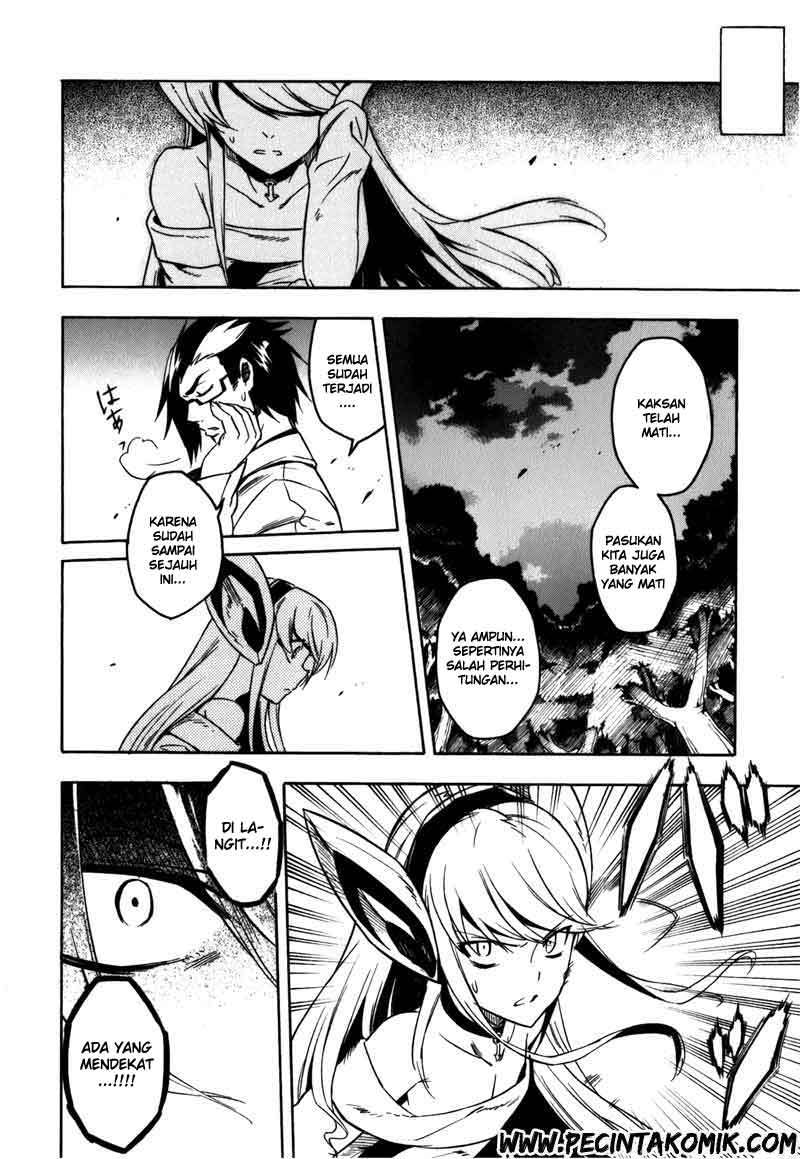 KAKSAN
TELAH
MATI...
PASUKAN
KITA JUGA
BANYAK
YANG MATI
YA AMPUN...
SEPERTINYA
SALAH PERHI-
TUNGAN...
SEMUA
SUDAH
TERJADI
....
はぁっ
KARENA
SUDAH
SAMPAI
SEJAUH
INI...
DI LA-
NGIT...!!
ADA YANG
MENDEKAT
...!!!!
WWW.PECINTAKOMIK.COM